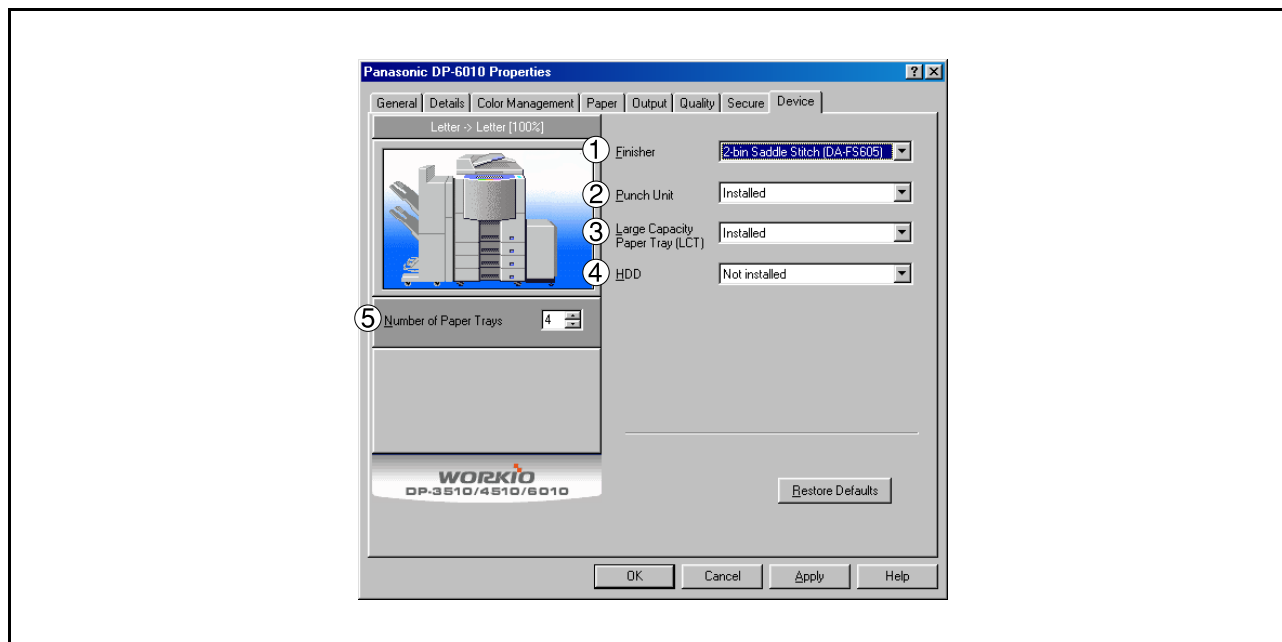 Panasonic DP-6010 Properties
General Details Color Management Paper Output Quality Secure Device
Letter -> Letter [100%]
① Finisher 2-bin Saddle Stitch (DA-FS605)
② Punch Unit Installed
③ Large Capacity
Paper Tray (LCT) Installed
④ HDD Not installed
⑤ Number of Paper Trays 4
WORKIO
DP-3510/4510/6010
Restore Defaults
OK Cancel Apply Help